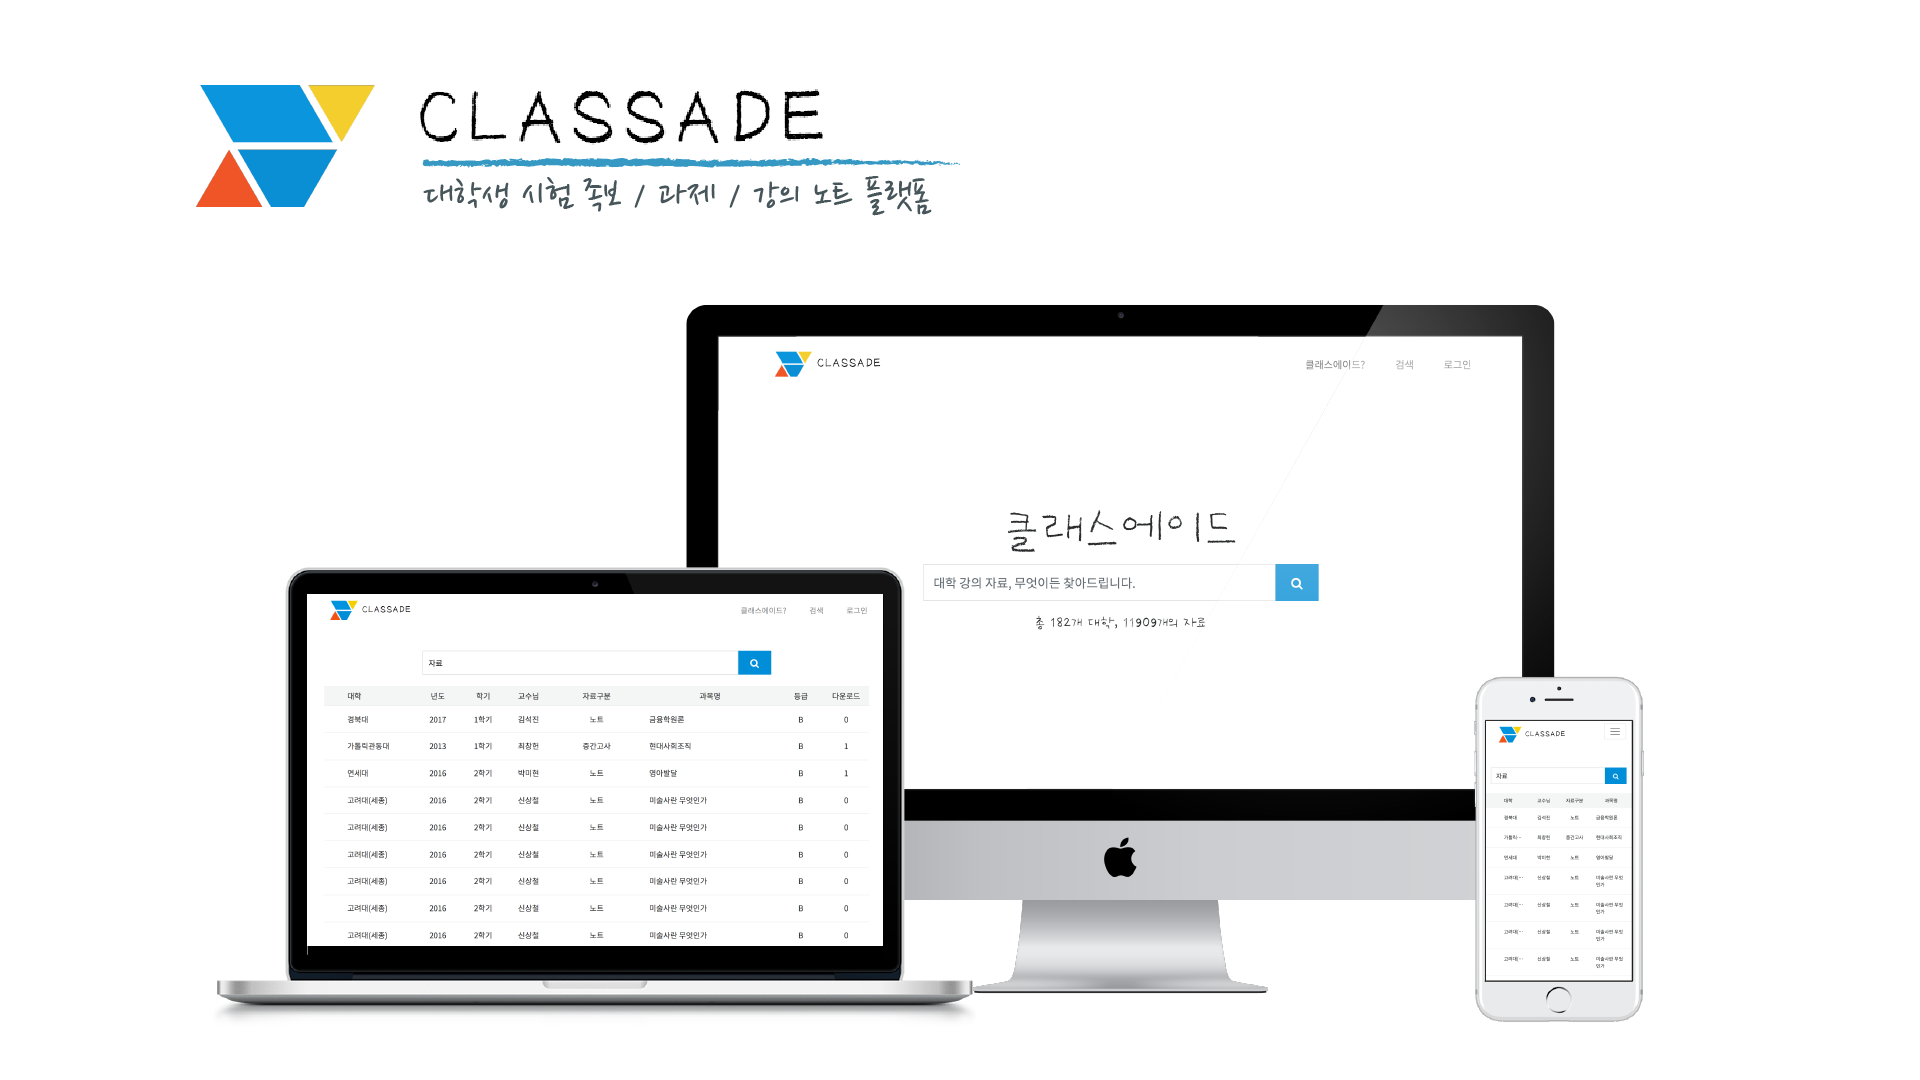 CLASSADE
대학생 시험 족보 / 과제 / 강의 노트 플랫폼
CLASSADE
클래스에이드? 검색 로그인
클래스에이드
대학 강의 자료, 무엇이든 찾아드립니다.
총 182개 대학, 11909개의 자료
CLASSADE
클래스에이드? 검색 로그인
자료
대학 년도 학기 교수님 자료구분 과목명 등급 다운로드
경북대 2017 1학기 김석진 노트 금융학원론 B 0
가톨릭관동대 2013 1학기 최창현 중간고사 현대사회조직 B 1
연세대 2016 2학기 박미현 노트 영아발달 B 1
고려대(세종) 2016 2학기 신상철 노트 미술사란 무엇인가 B 0
고려대(세종) 2016 2학기 신상철 노트 미술사란 무엇인가 B 0
고려대(세종) 2016 2학기 신상철 노트 미술사란 무엇인가 B 0
고려대(세종) 2016 2학기 신상철 노트 미술사란 무엇인가 B 0
고려대(세종) 2016 2학기 신상철 노트 미술사란 무엇인가 B 0
고려대(세종) 2016 2학기 신상철 노트 미술사란 무엇인가 B 0
CLASSADE
자료
대학 교수님 자료구분 과목명
경북대 김석진 노트 금융학원론
가톨릭… 최창현 중간고사 현대사회조직
연세대 박미현 노트 영아발달
고려대(… 신상철 노트 미술사란 무엇
인가
고려대(… 신상철 노트 미술사란 무엇
인가
고려대(… 신상철 노트 미술사란 무엇
인가
고려대(… 신상철 노트 미술사란 무엇
인가